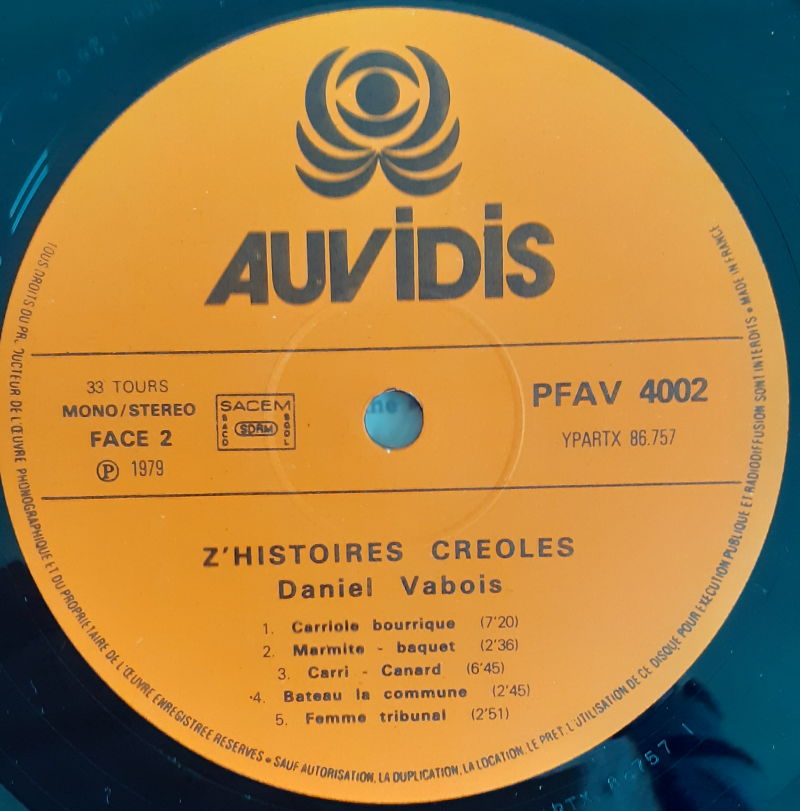 AUViDiS
33 TOURS
MONO/STEREO
FACE 2
Ⓟ 1979
SACEM
SACD
SDRM
SGDL
PFAV 4002
YPARTX 86.757
Z'HISTOIRES CREOLES
Daniel Vabois
1. Carriole bourrique (7'20)
2. Marmite - baquet (2'36)
3. Carri - Canard (6'45)
4. Bateau la commune (2'45)
5. Femme tribunal (2'51)
TOUS DROITS DU PR DUCTEUR DE L'ŒUVRE PHONOGRAPHIQUE ET DU PROPRIETAIRE DE L'ŒUVRE ENREGISTREE RESERVES • SAUF AUTORISATION, LA DUPLICATION, LA LOCATION, LE PRET, L'UTILISATION DE CE DISQUE POUR EXECUTION PUBLIQUE ET RADIODIFFUSION SONT INTERDITS • MADE IN FRANCE